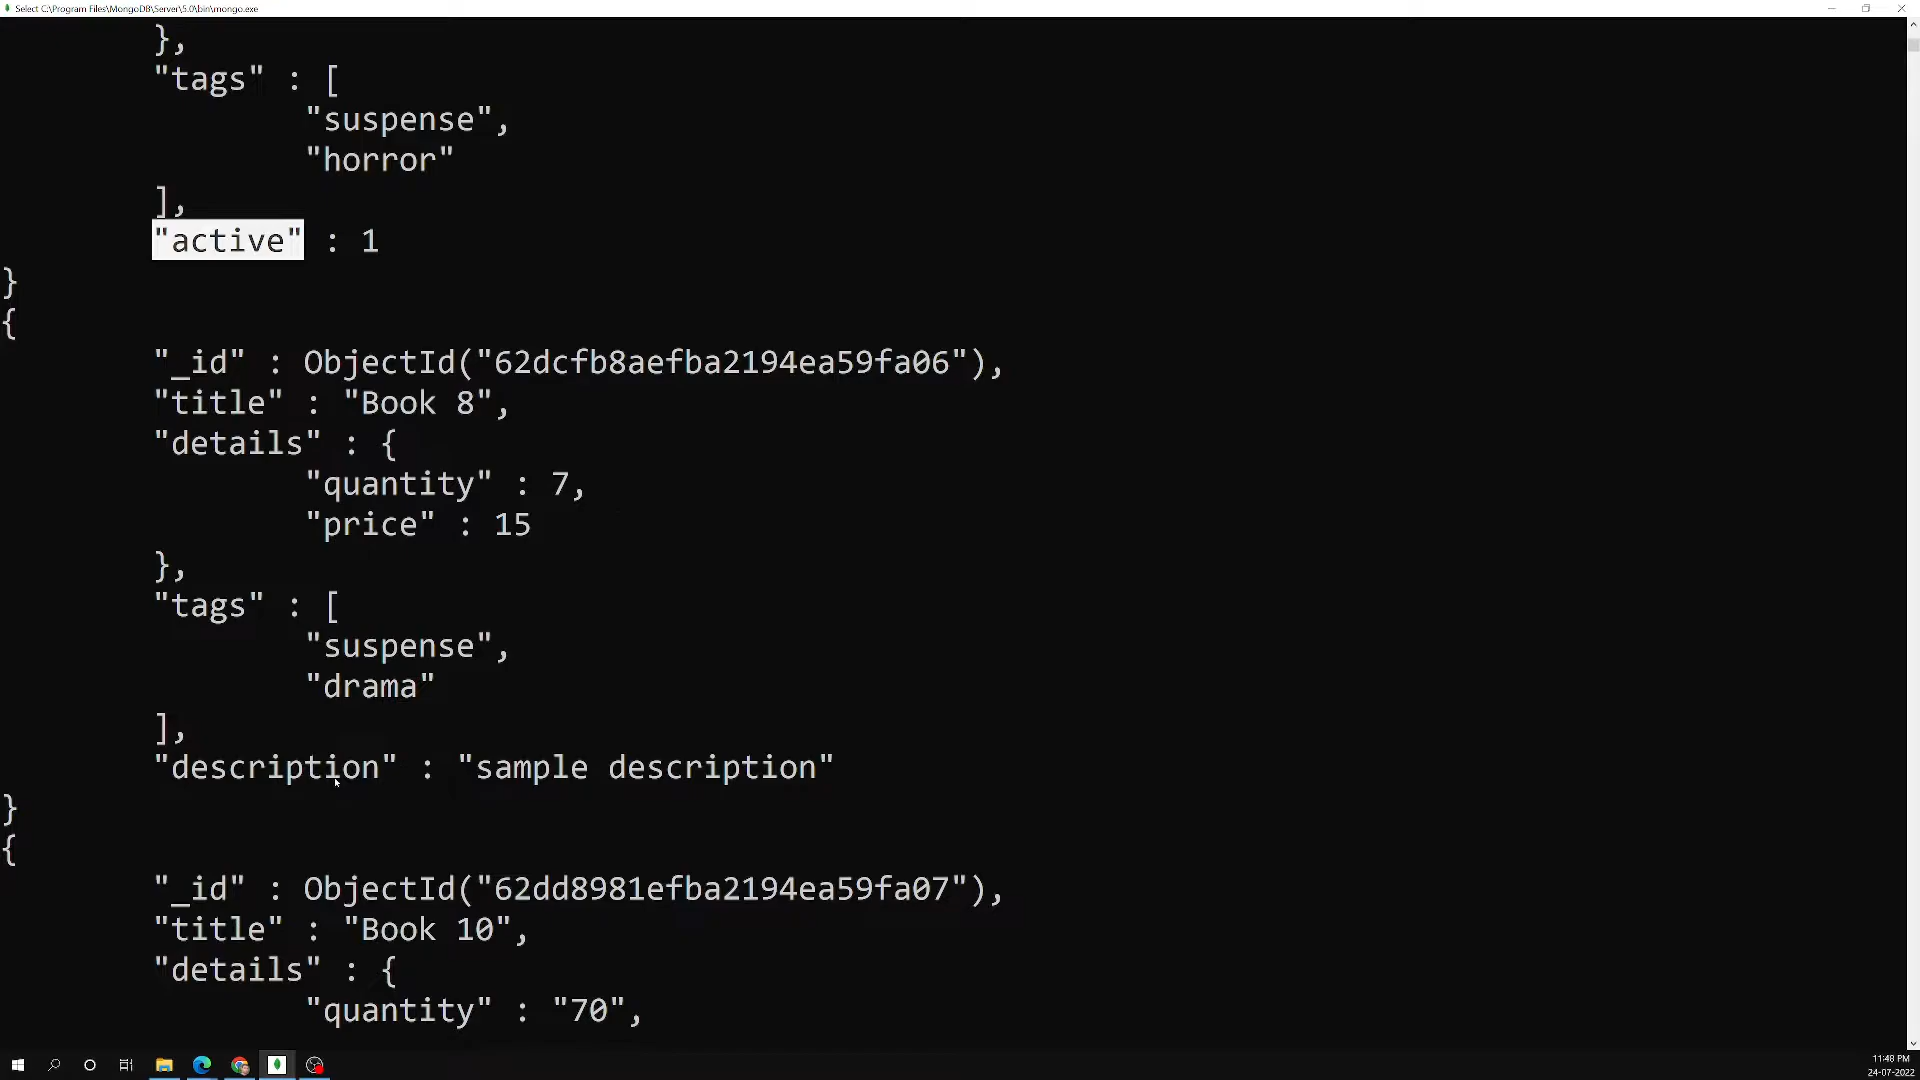 Select C:\Program Files\MongoDB\Server\5.0\bin\mongo.exe
},
"tags" : [
"suspense",
"horror"
],
"active" : 1
}
{
"_id" : ObjectId("62dcfb8aefba2194ea59fa06"),
"title" : "Book 8",
"details" : {
"quantity" : 7,
"price" : 15
},
"tags" : [
"suspense",
"drama"
],
"description" : "sample description"
}
{
"_id" : ObjectId("62dd8981efba2194ea59fa07"),
"title" : "Book 10",
"details" : {
"quantity" : "70",
11:48 PM
24-07-2022